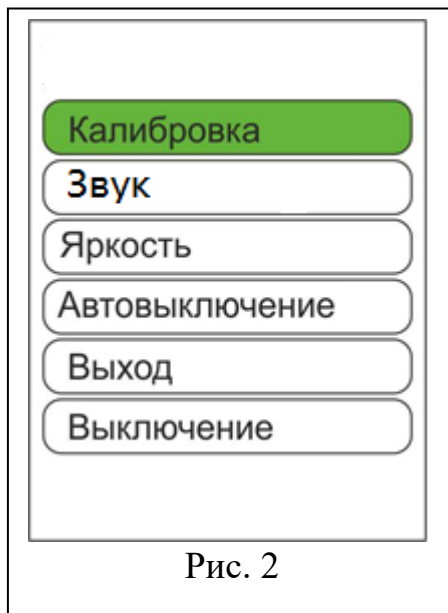 Калибровка
Звук
Яркость
Автовыключение
Выход
Выключение
Рис. 2